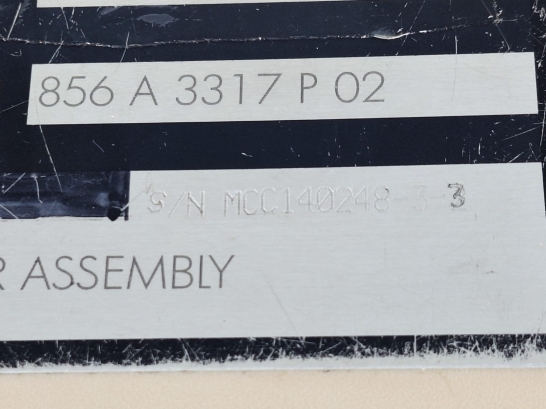 856 A 3317 P 02
S/N MCC140248-3-3
R ASSEMBLY